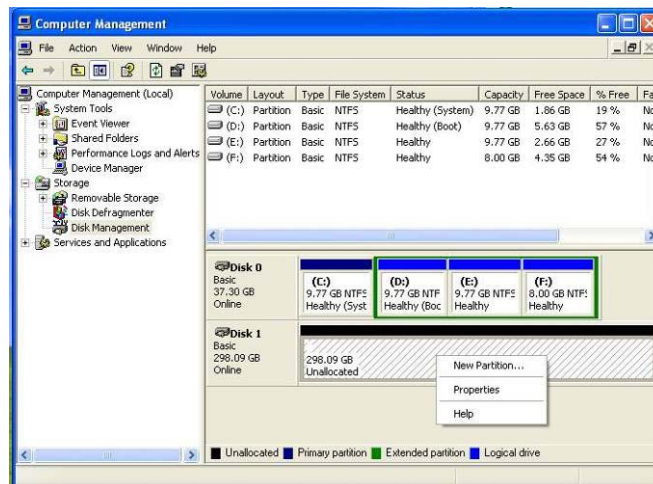 Computer Management
File Action View Window Help
Computer Management (Local)
System Tools
Event Viewer
Shared Folders
Performance Logs and Alerts
Device Manager
Storage
Removable Storage
Disk Defragmenter
Disk Management
Services and Applications
Volume Layout Type File System Status Capacity Free Space % Free Fa
(C:) Partition Basic NTFS Healthy (System) 9.77 GB 1.86 GB 19 % No
(D:) Partition Basic NTFS Healthy (Boot) 9.77 GB 5.63 GB 57 % No
(E:) Partition Basic NTFS Healthy 9.77 GB 2.66 GB 27 % No
(F:) Partition Basic NTFS Healthy 8.00 GB 4.35 GB 54 % No
Disk 0
Basic
37.30 GB
Online
(C:)
9.77 GB NTFS
Healthy (Syst
(D:)
9.77 GB NTF
Healthy (Boc
(E:)
9.77 GB NTFS
Healthy
(F:)
8.00 GB NTFS
Healthy
Disk 1
Basic
298.09 GB
Online
298.09 GB
Unallocated
New Partition...
Properties
Help
Unallocated Primary partition Extended partition Logical drive